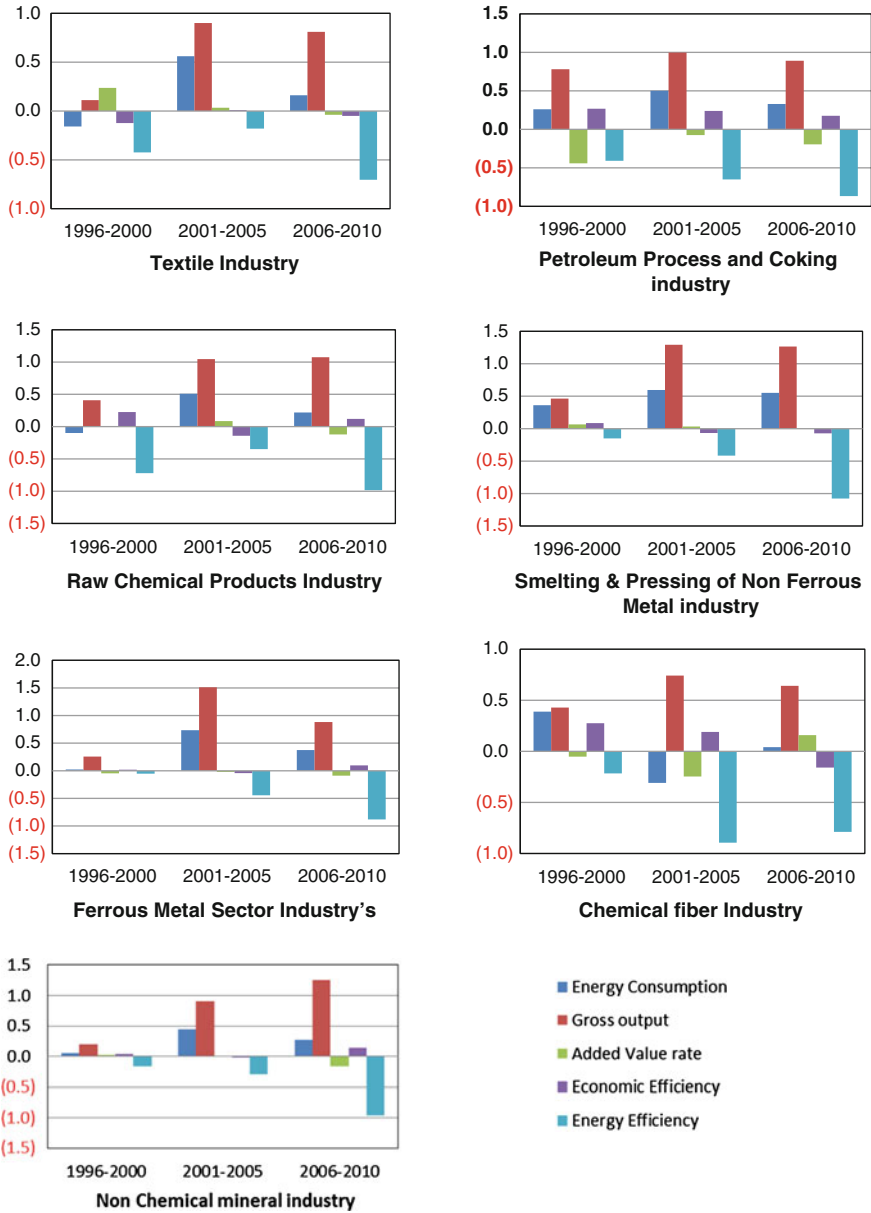 1.0
0.5
0.0
(0.5)
(1.0)
1996-2000 2001-2005 2006-2010
Textile Industry
1.5
1.0
0.5
0.0
(0.5)
(1.0)
1996-2000 2001-2005 2006-2010
Petroleum Process and Coking
industry
1.5
1.0
0.5
0.0
(0.5)
(1.0)
(1.5)
1996-2000 2001-2005 2006-2010
Raw Chemical Products Industry
1.5
1.0
0.5
0.0
(0.5)
(1.0)
(1.5)
1996-2000 2001-2005 2006-2010
Smelting & Pressing of Non Ferrous
Metal industry
2.0
1.5
1.0
0.5
0.0
(0.5)
(1.0)
(1.5)
1996-2000 2001-2005 2006-2010
Ferrous Metal Sector Industry's
1.0
0.5
0.0
(0.5)
(1.0)
1996-2000 2001-2005 2006-2010
Chemical fiber Industry
1.5
1.0
0.5
0.0
(0.5)
(1.0)
(1.5)
1996-2000 2001-2005 2006-2010
Non Chemical mineral industry
Energy Consumption
Gross output
Added Value rate
Economic Efficiency
Energy Efficiency